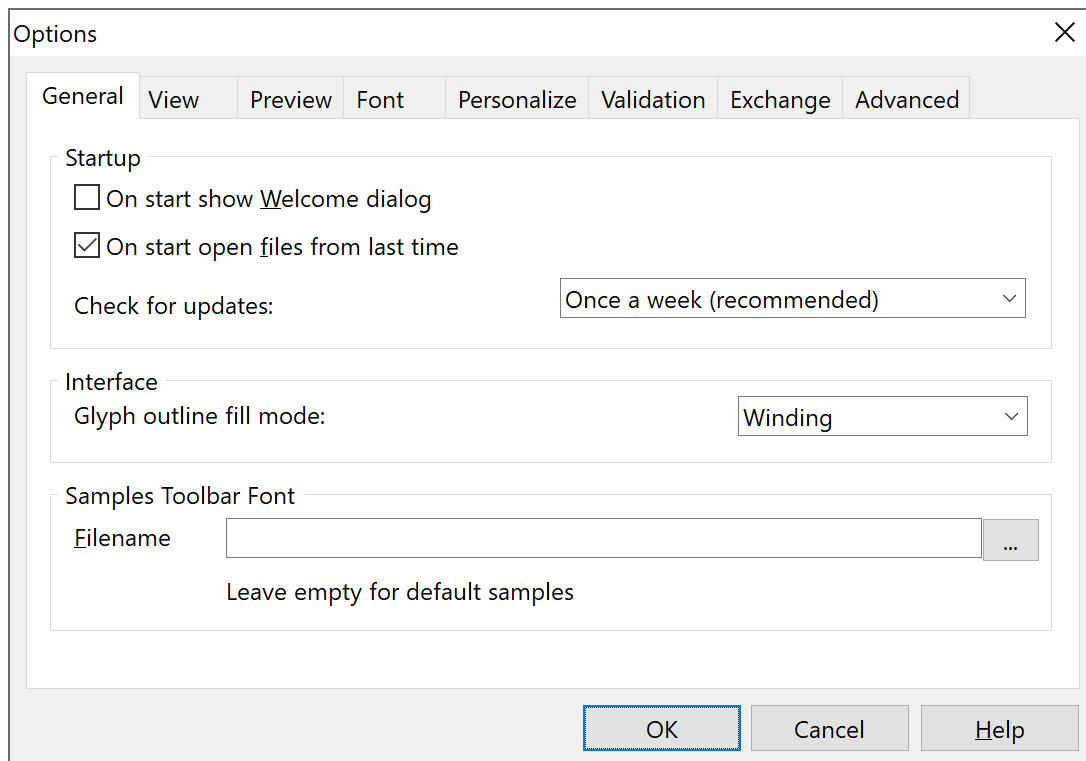 Options
General View Preview Font Personalize Validation Exchange Advanced
Startup
On start show Welcome dialog
On start open files from last time
Check for updates: Once a week (recommended)
Interface
Glyph outline fill mode: Winding
Samples Toolbar Font
Filename ...
Leave empty for default samples
OK Cancel Help